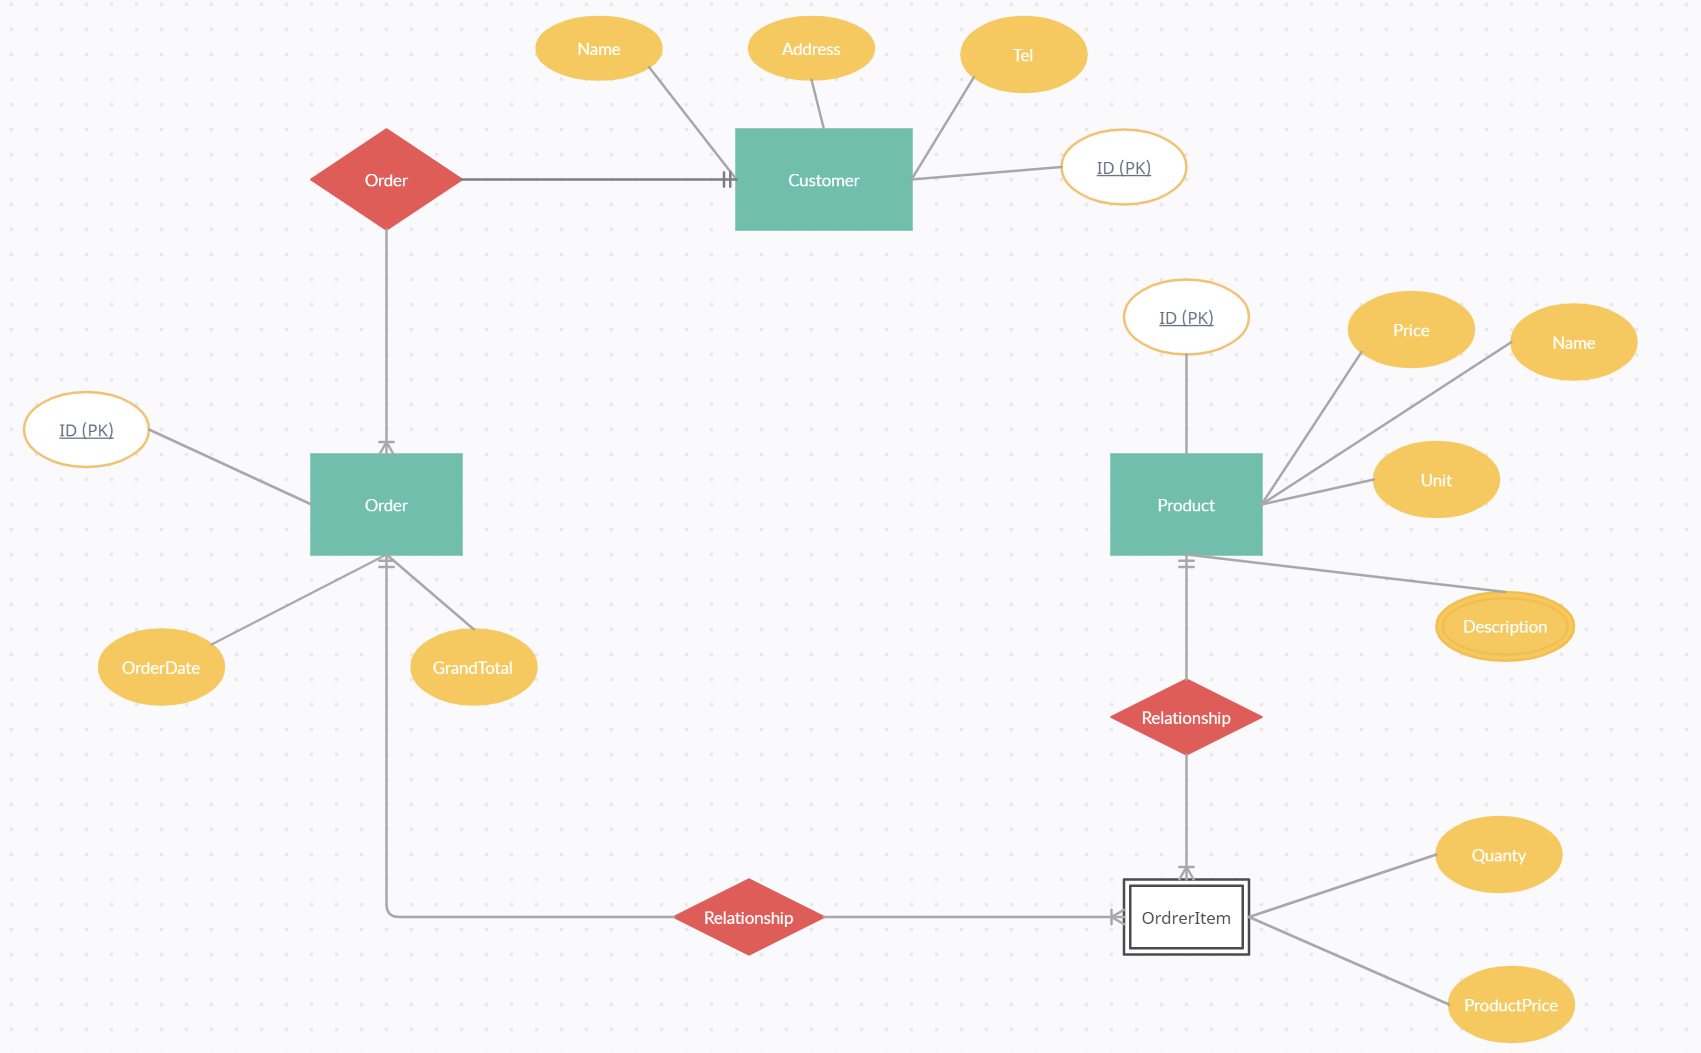 Name
Address
Tel
Order
Customer
ID (PK)
ID (PK)
Price
Name
ID (PK)
Unit
Order
Product
Description
OrderDate
GrandTotal
Relationship
Quanty
Relationship
OrdrerItem
ProductPrice